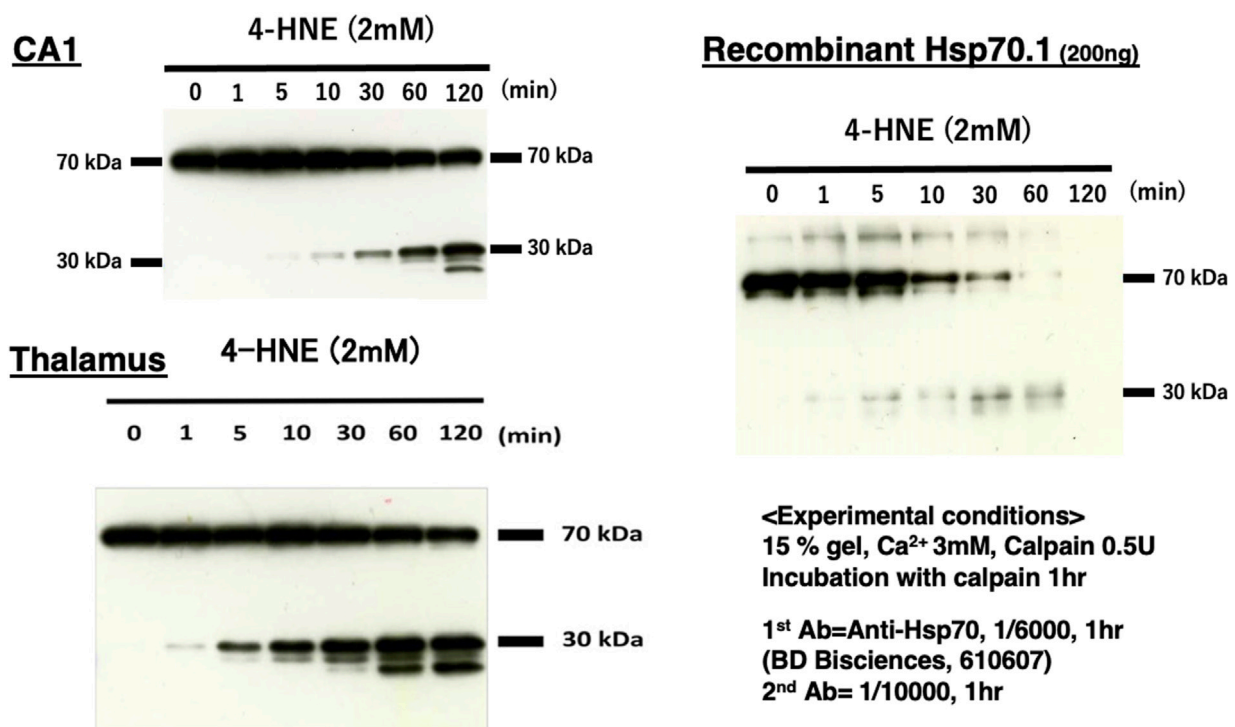 CA1
4-HNE (2mM)
0 1 5 10 30 60 120 (min)
70 kDa 70 kDa
30 kDa 30 kDa
Thalamus
4-HNE (2mM)
0 1 5 10 30 60 120 (min)
70 kDa
30 kDa
Recombinant Hsp70.1 (200ng)
4-HNE (2mM)
0 1 5 10 30 60 120 (min)
70 kDa
30 kDa
<Experimental conditions>
15 % gel, Ca²⁺ 3mM, Calpain 0.5U
Incubation with calpain 1hr
1ˢᵗ Ab=Anti-Hsp70, 1/6000, 1hr
(BD Bisciences, 610607)
2ⁿᵈ Ab= 1/10000, 1hr